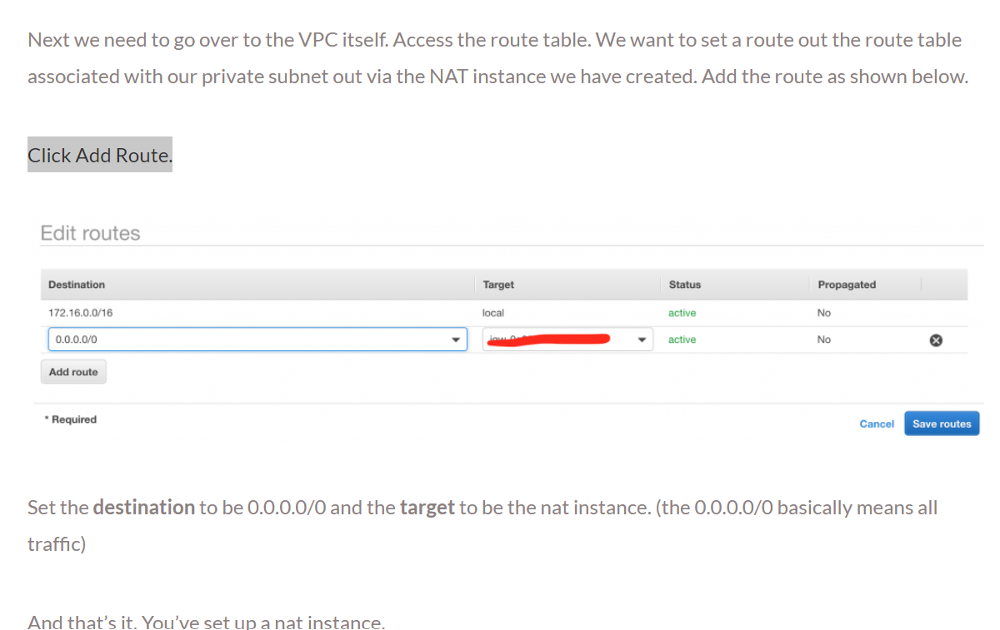 Next we need to go over to the VPC itself. Access the route table. We want to set a route out the route table
associated with our private subnet out via the NAT instance we have created. Add the route as shown below.
Click Add Route.
Edit routes
Destination Target Status Propagated
172.16.0.0/16 local active No
0.0.0.0/0 active No
Add route
* Required
Cancel Save routes
Set the destination to be 0.0.0.0/0 and the target to be the nat instance. (the 0.0.0.0/0 basically means all
traffic)
And that's it. You've set up a nat instance.